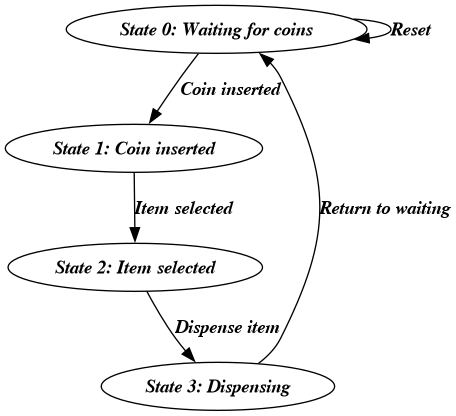 State 0: Waiting for coins
Reset
Coin inserted
State 1: Coin inserted
Item selected
Return to waiting
State 2: Item selected
Dispense item
State 3: Dispensing